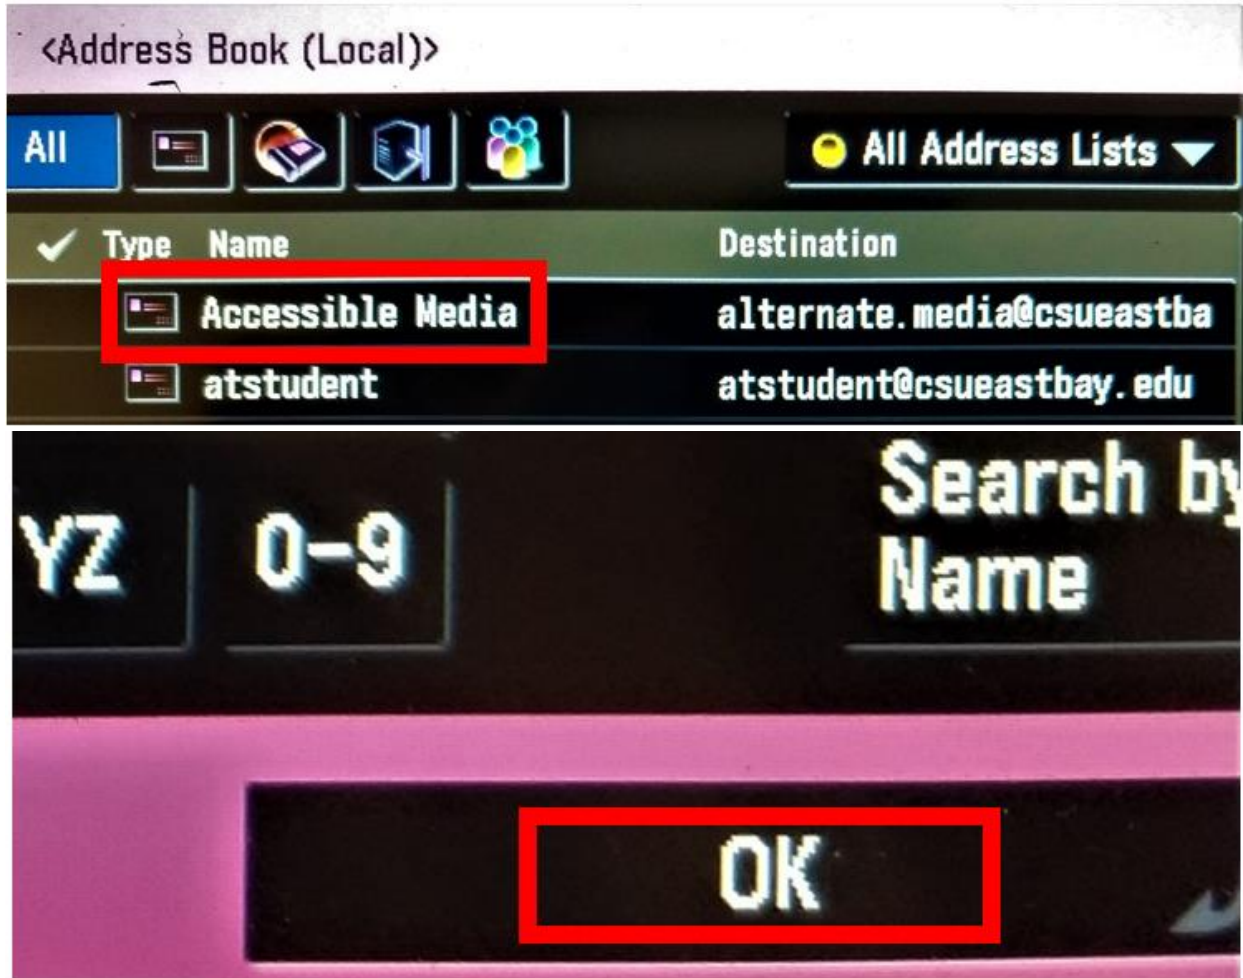 <Address Book (Local)>
All
All Address Lists
Type Name Destination
Accessible Media alternate.media@csueastba
atstudent atstudent@csueastbay.edu
YZ 0-9 Search by
Name
OK